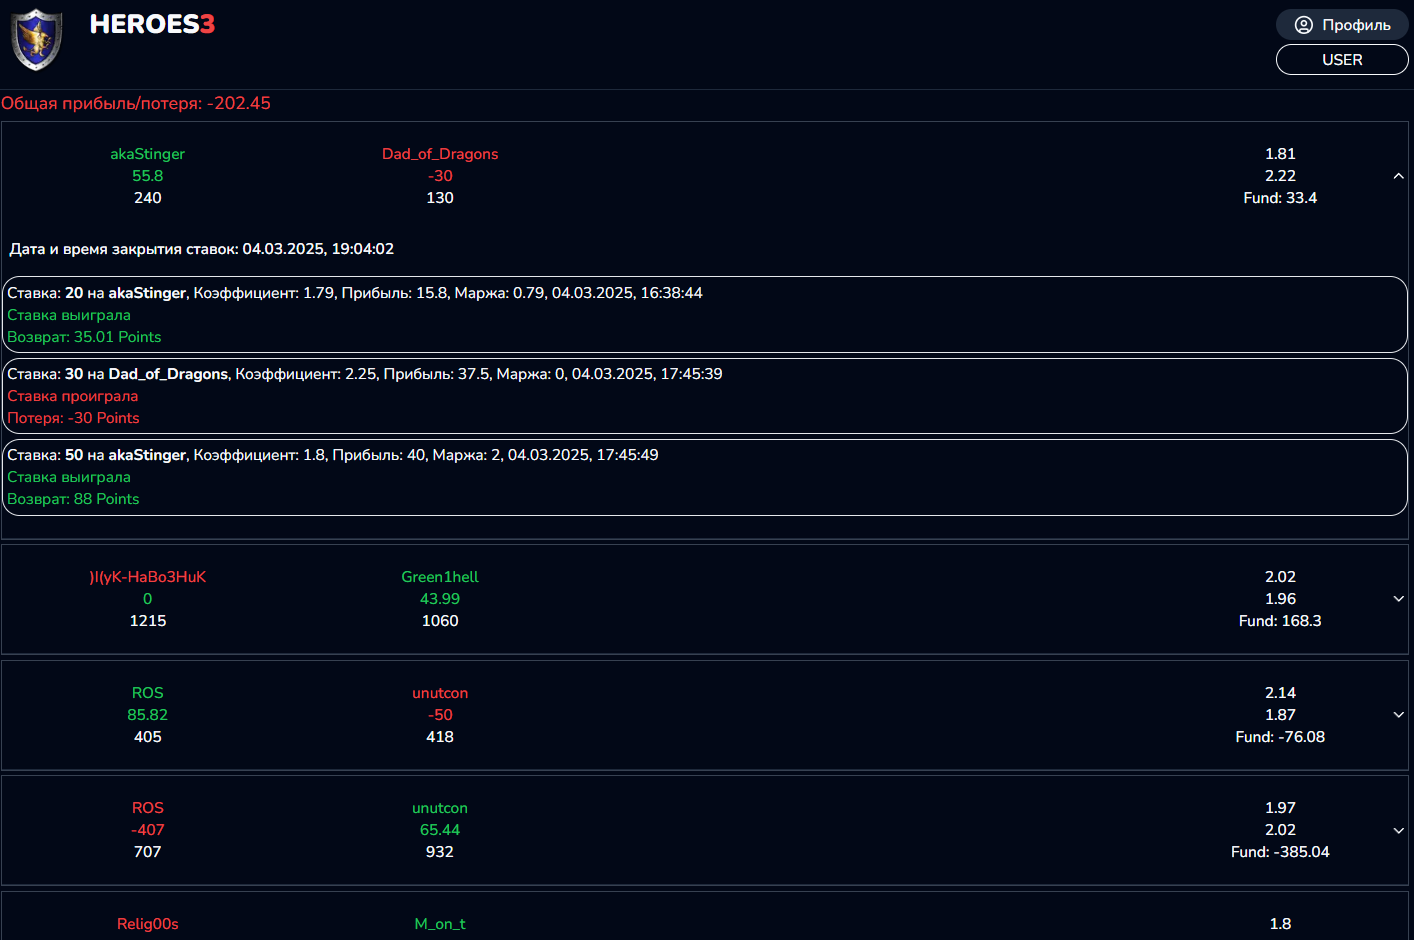 HEROES3
Профиль
USER
Общая прибыль/потеря: -202.45
akaStinger
55.8
240
Dad_of_Dragons
-30
130
1.81
2.22
Fund: 33.4
Дата и время закрытия ставок: 04.03.2025, 19:04:02
Ставка: 20 на akaStinger, Коэффициент: 1.79, Прибыль: 15.8, Маржа: 0.79, 04.03.2025, 16:38:44
Ставка выиграла
Возврат: 35.01 Points
Ставка: 30 на Dad_of_Dragons, Коэффициент: 2.25, Прибыль: 37.5, Маржа: 0, 04.03.2025, 17:45:39
Ставка проиграла
Потеря: -30 Points
Ставка: 50 на akaStinger, Коэффициент: 1.8, Прибыль: 40, Маржа: 2, 04.03.2025, 17:45:49
Ставка выиграла
Возврат: 88 Points
)I(yK-HaBo3HuK
0
1215
Green1hell
43.99
1060
2.02
1.96
Fund: 168.3
ROS
85.82
405
unutcon
-50
418
2.14
1.87
Fund: -76.08
ROS
-407
707
unutcon
65.44
932
1.97
2.02
Fund: -385.04
Relig00s
M_on_t
1.8